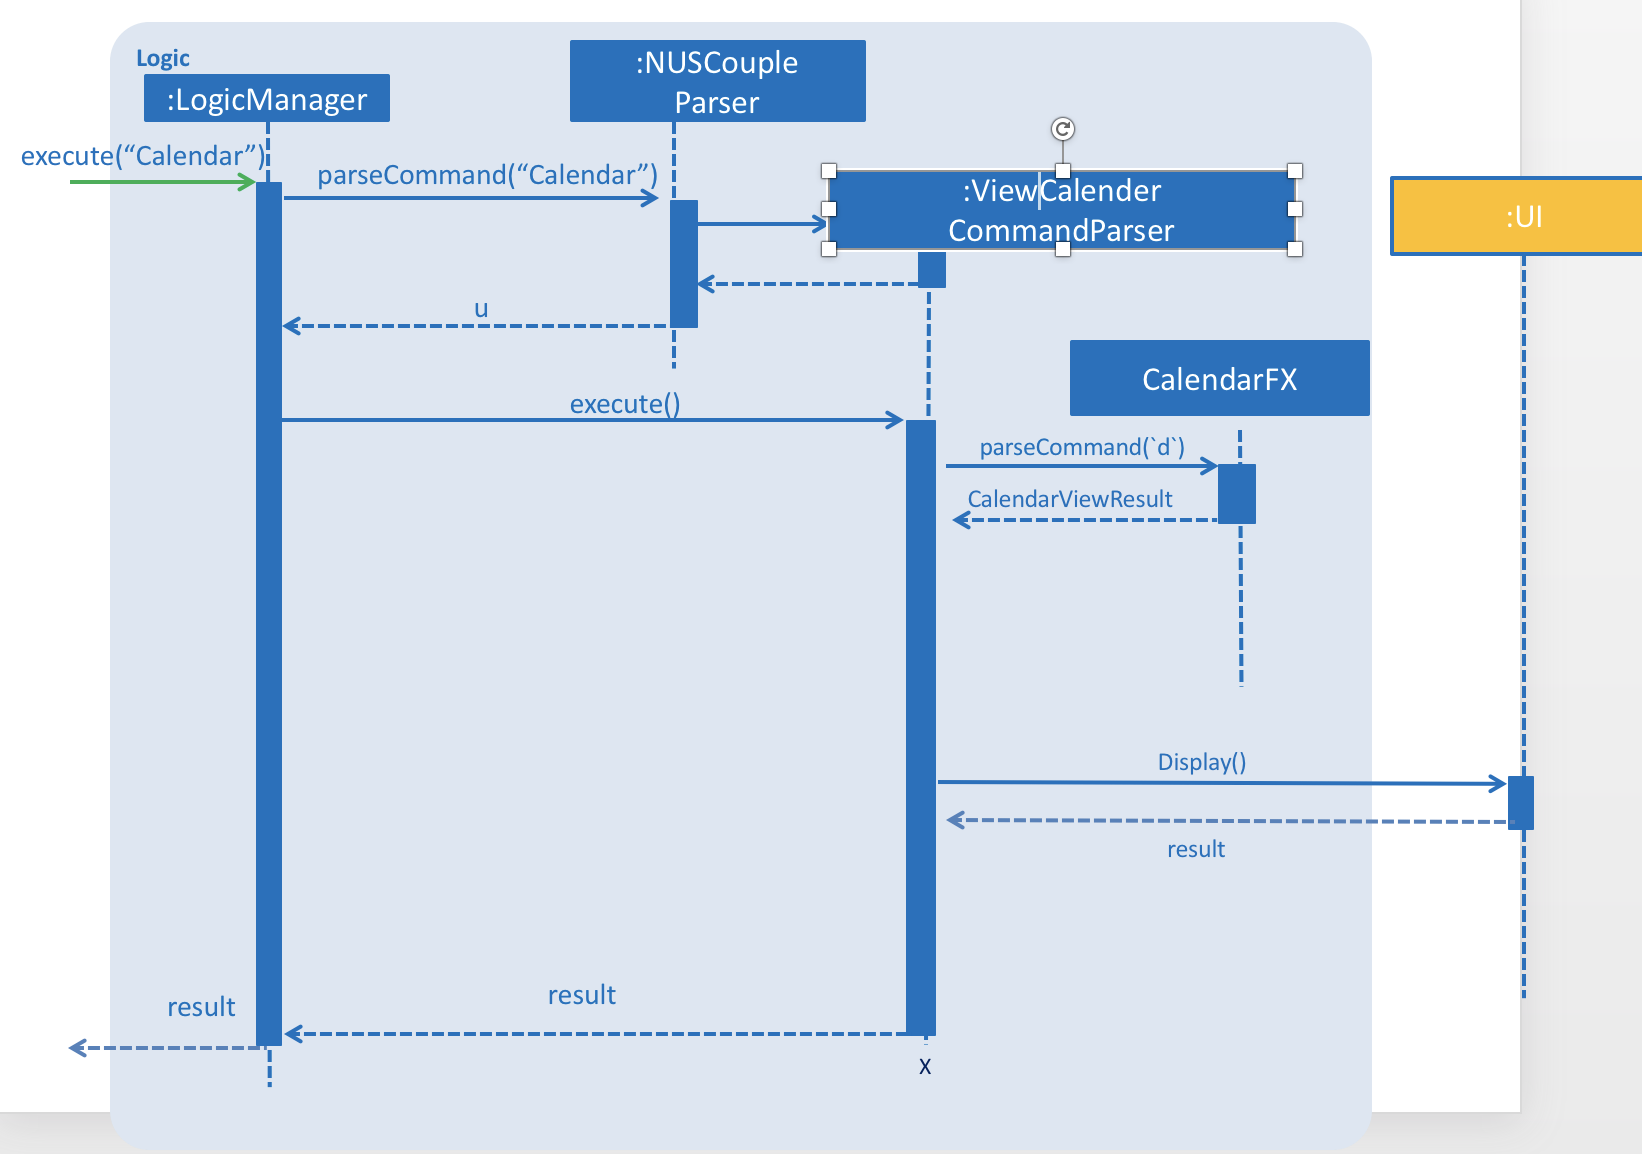 Logic
:LogicManager
:NUSCouple
Parser
execute(“Calendar”)
parseCommand(“Calendar”)
:ViewCalender
CommandParser
:UI
u
CalendarFX
execute()
parseCommand(`d`)
CalendarViewResult
Display()
result
result
result
X